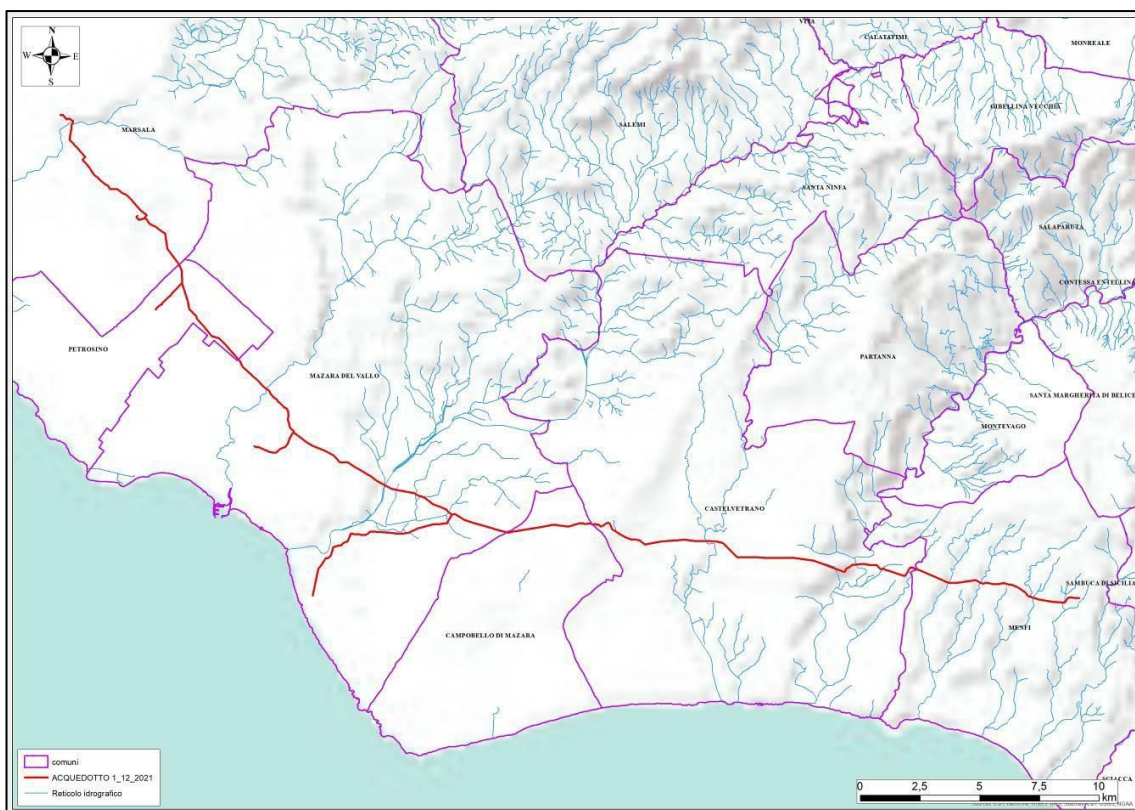 VITA
CALATAFIMI
MONREALE
N
W E
S
GIBELLINA VECCHIA
MARSALA
SALEMI
SANTA NINFA
SALAPARUTA
CONTESSA ENTELLINA
PETROSINO
MAZARA DEL VALLO
PARTANNA
SANTA MARGHERITA DI BELICE
MONTEVAGO
CASTELVETRANO
SAMBUCA DI SICILIA
CAMPOBELLO DI MAZARA
MENFI
comuni
ACQUEDOTTO 1_12_2021
Reticolo idrografico
SCIACCA
0 2,5 5 7,5 10
km